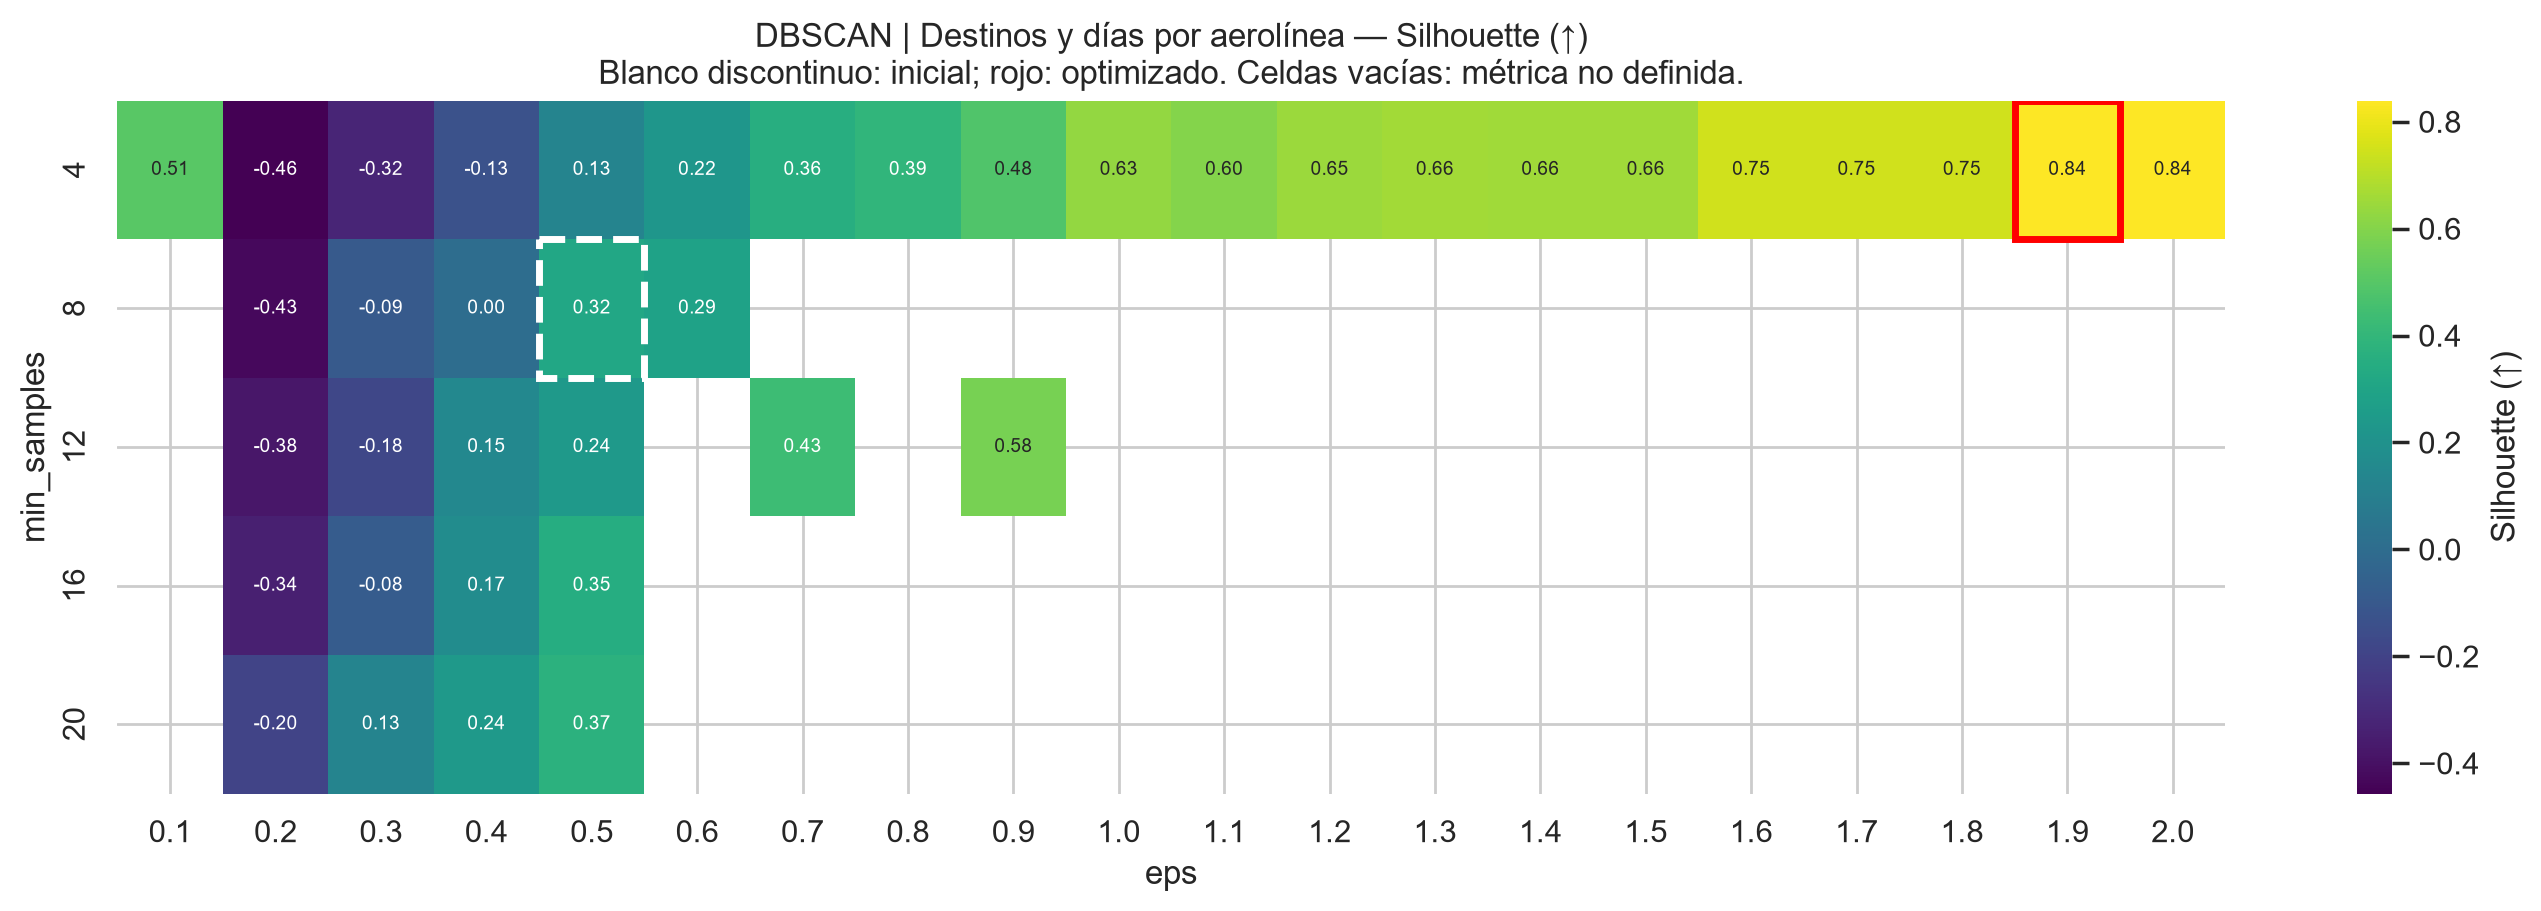 DBSCAN | Destinos y días por aerolínea — Silhouette (↑)
Blanco discontinuo: inicial; rojo: optimizado. Celdas vacías: métrica no definida.
min_samples
4 0.51 -0.46 -0.32 -0.13 0.13 0.22 0.36 0.39 0.48 0.63 0.60 0.65 0.66 0.66 0.66 0.75 0.75 0.75 0.84 0.84
8 -0.43 -0.09 0.00 0.32 0.29
12 -0.38 -0.18 0.15 0.24 0.43 0.58
16 -0.34 -0.08 0.17 0.35
20 -0.20 0.13 0.24 0.37
0.1 0.2 0.3 0.4 0.5 0.6 0.7 0.8 0.9 1.0 1.1 1.2 1.3 1.4 1.5 1.6 1.7 1.8 1.9 2.0
eps
0.8
0.6
0.4
0.2
0.0
−0.2
−0.4
Silhouette (↑)